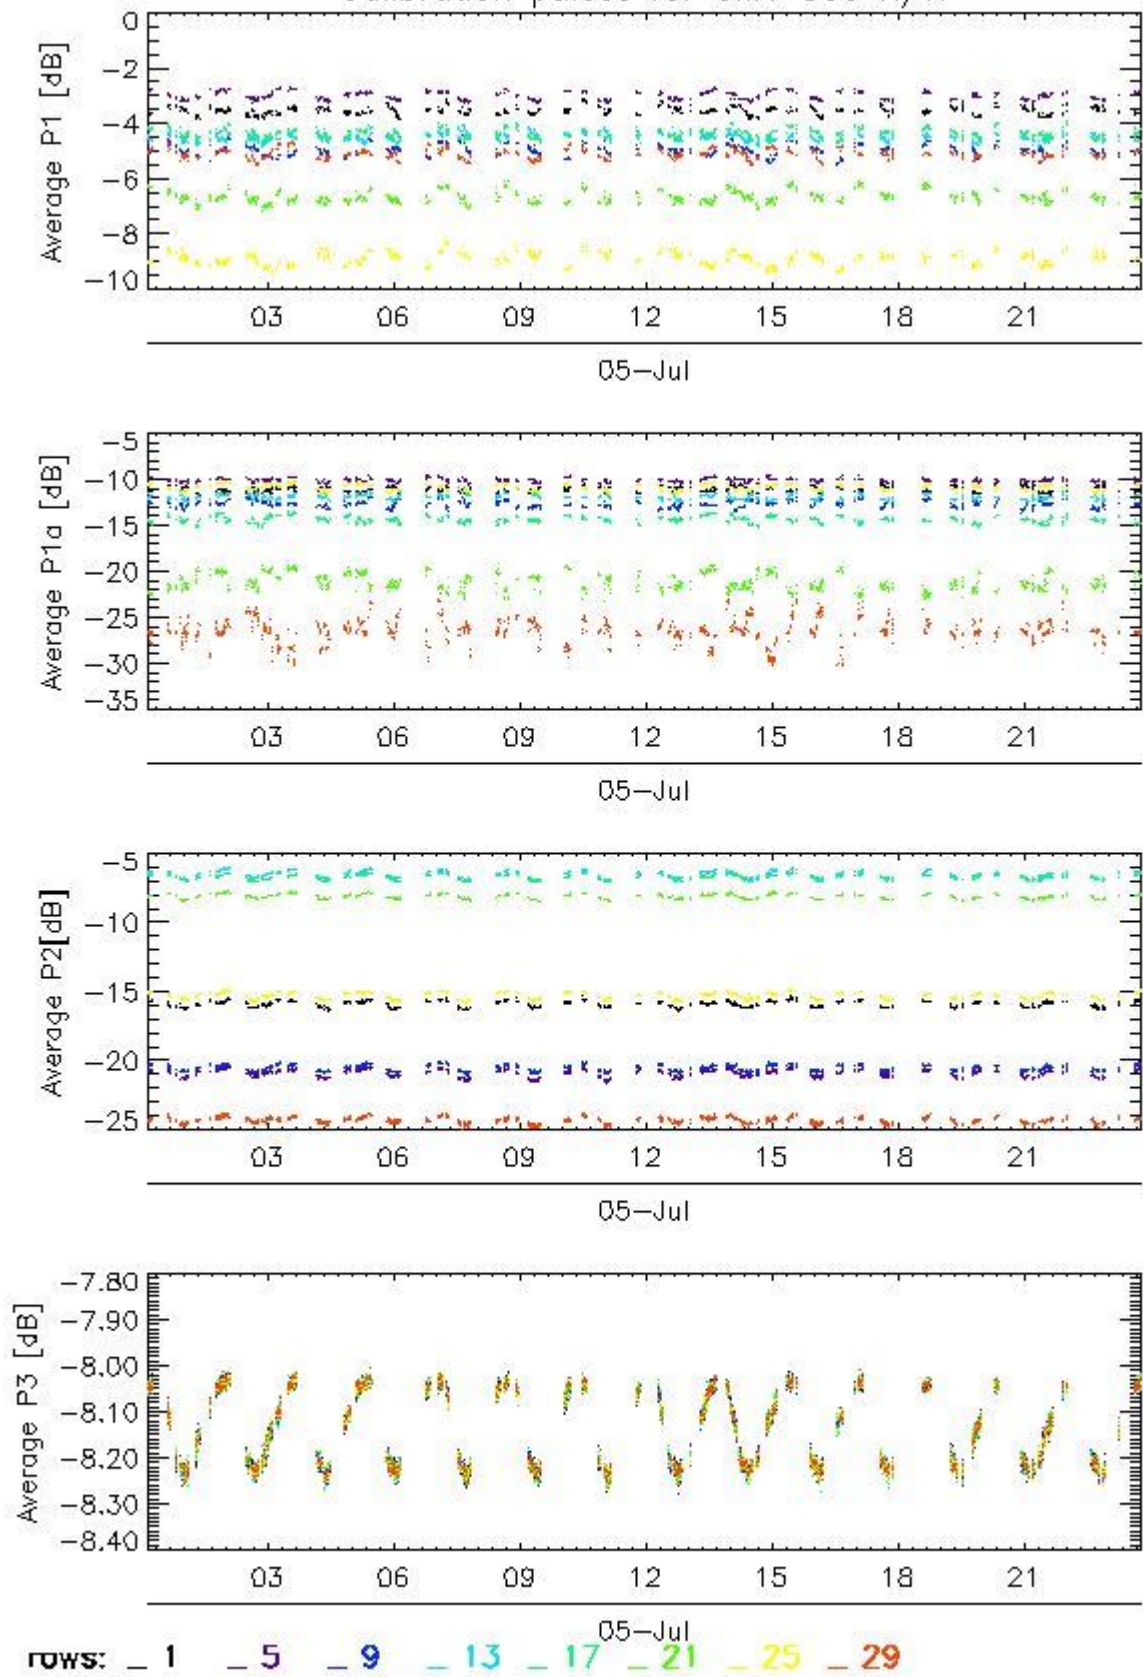 0
−2
−4
−6
−8
−10
Average P1 [dB]
03 06 09 12 15 18 21
05−Jul
−5
−10
−15
−20
−25
−30
−35
Average P1a [dB]
03 06 09 12 15 18 21
05−Jul
−5
−10
−15
−20
−25
Average P2[dB]
03 06 09 12 15 18 21
05−Jul
−7.80
−7.90
−8.00
−8.10
−8.20
−8.30
−8.40
Average P3 [dB]
03 06 09 12 15 18 21
05−Jul
rows: _ 1 _ 5 _ 9 _ 13 _ 17 _ 21 _ 25 _ 29